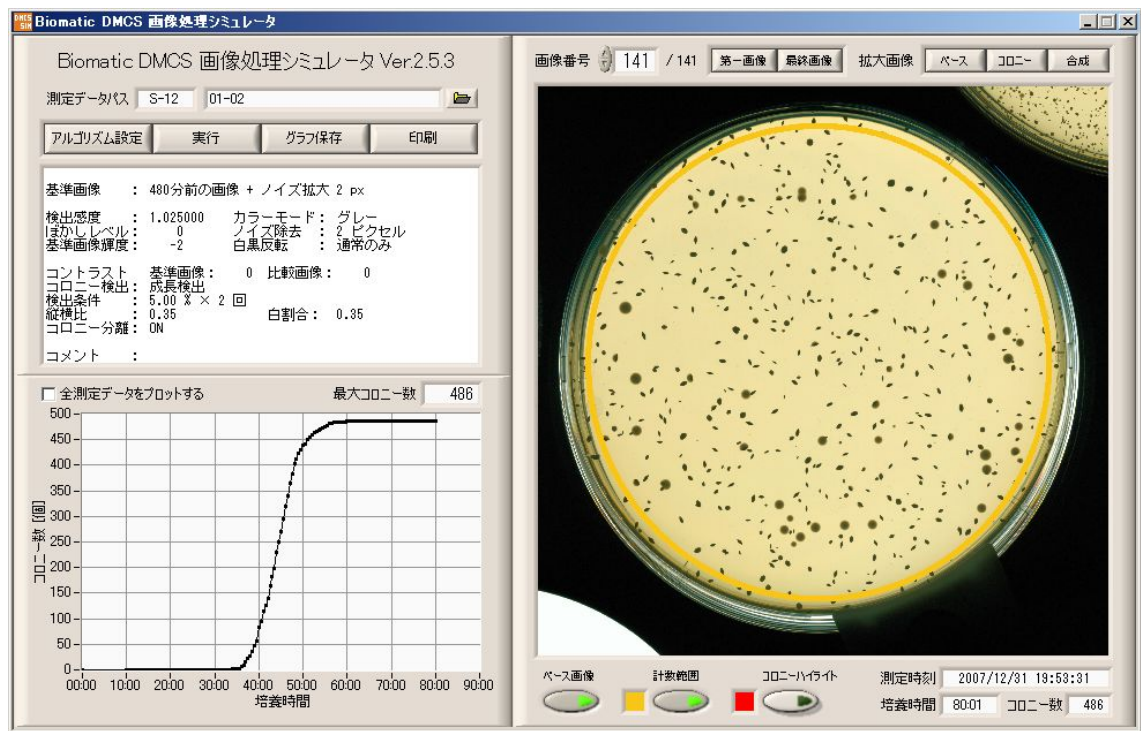 Biomatic DMCS 画像処理シミュレータ
Biomatic DMCS 画像処理シミュレータ Ver.2.5.3
測定データパス S-12 01-02
アルゴリズム設定 実行 グラフ保存 印刷
基準画像 : 480分前の画像 + ノイズ拡大 2 px
検出感度 : 1.025000 カラーモード : グレー
ぼかしレベル : 0 ノイズ除去 : 2 ピクセル
基準画像輝度 : -2 白黒反転 : 通常のみ
コントラスト 基準画像 : 0 比較画像 : 0
コロニー検出 : 成長検出
検出条件 : 5.00 % × 2 回
縦横比 : 0.35 白割合 : 0.35
コロニー分離 : ON
コメント :
全測定データをプロットする 最大コロニー数 486
コロニー数 [個]
500
450
400
350
300
250
200
150
100
50
0
00:00 10:00 20:00 30:00 40:00 50:00 60:00 70:00 80:00 90:00
培養時間
画像番号 141 / 141 第一画像 最終画像 拡大画像 ベース コロニー 合成
ベース画像 計数範囲 コロニーハイライト
測定時刻 2007/12/31 19:53:31
培養時間 80:01 コロニー数 486